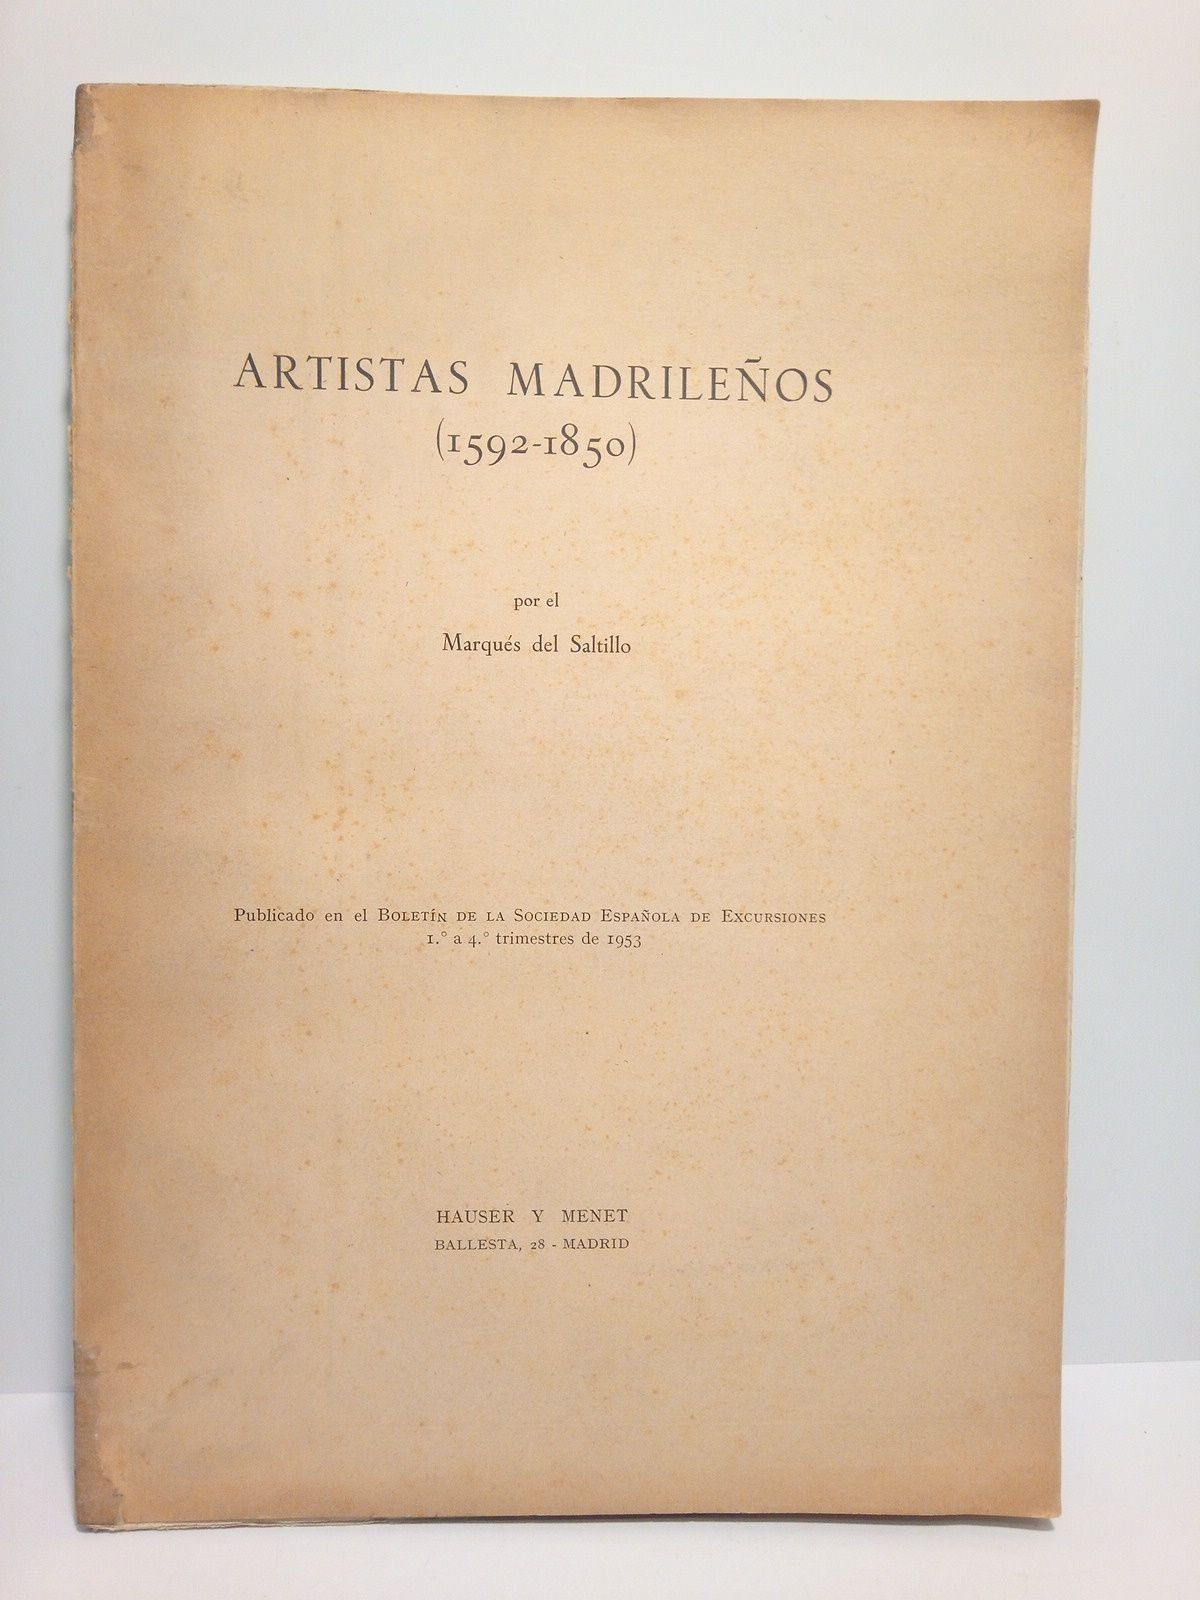 ARTISTAS MADRILEÑOS
(1592-1850)
por el
Marqués del Saltillo
Publicado en el BOLETÍN DE LA SOCIEDAD ESPAÑOLA DE EXCURSIONES
1.° a 4.° trimestres de 1953
HAUSER Y MENET
BALLESTA, 28 - MADRID